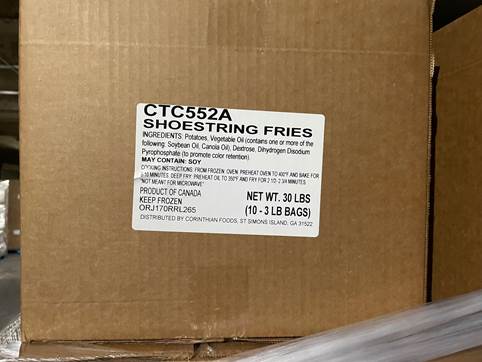 CTC552A
SHOESTRING FRIES
INGREDIENTS: Potatoes, Vegetable Oil (contains one or more of the
following: Soybean Oil, Canola Oil), Dextrose, Dihydrogen Disodium
Pyrophosphate (to promote color retention)
MAY CONTAIN: SOY
COOKING INSTRUCTIONS: FROM FROZEN: OVEN: PREHEAT OVEN TO 400°F AND BAKE FOR
MINUTES. DEEP FRY: PREHEAT OIL TO 350°F AND FRY FOR 2 1/2- 2 3/4 MINUTES
"NOT MEANT FOR MICROWAVE"
PRODUCT OF CANADA
KEEP FROZEN
ORJ170RRL265
NET WT. 30 LBS
(10 - 3 LB BAGS)
DISTRIBUTED BY CORINTHIAN FOODS, ST SIMONS ISLAND, GA 31522